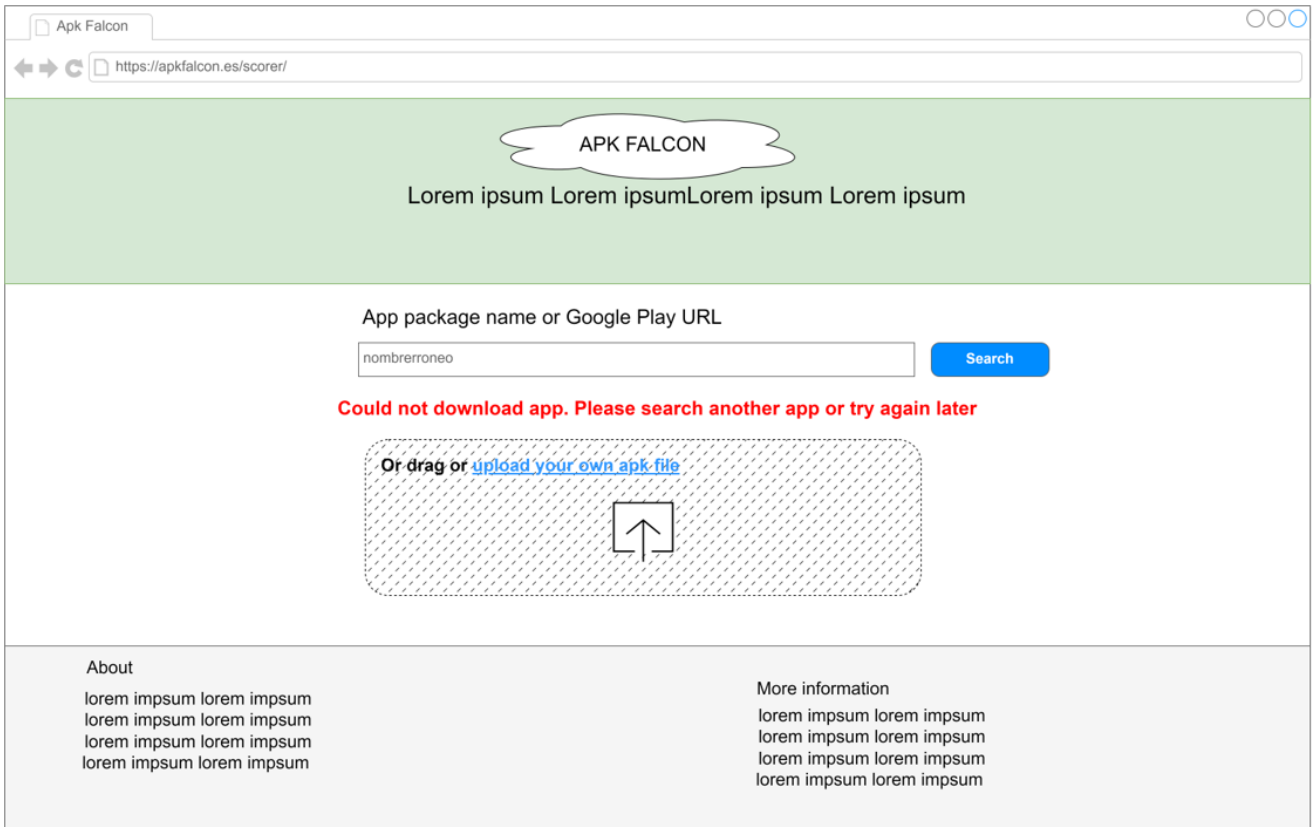 Apk Falcon
https://apkfalcon.es/scorer/
APK FALCON
Lorem ipsum Lorem ipsumLorem ipsum Lorem ipsum
App package name or Google Play URL
nombrerroneo
Search
Could not download app. Please search another app or try again later
Or drag or upload your own apk file
About
lorem impsum lorem impsum
lorem impsum lorem impsum
lorem impsum lorem impsum
lorem impsum lorem impsum
More information
lorem impsum lorem impsum
lorem impsum lorem impsum
lorem impsum lorem impsum
lorem impsum lorem impsum